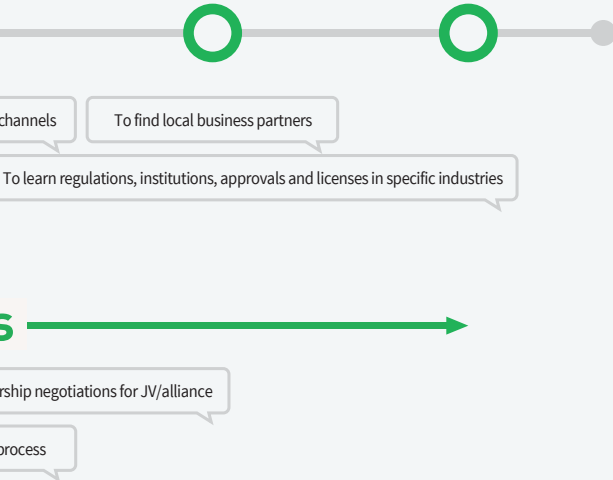 channels
To find local business partners
To learn regulations, institutions, approvals and licenses in specific industries
s
rship negotiations for JV/alliance
process